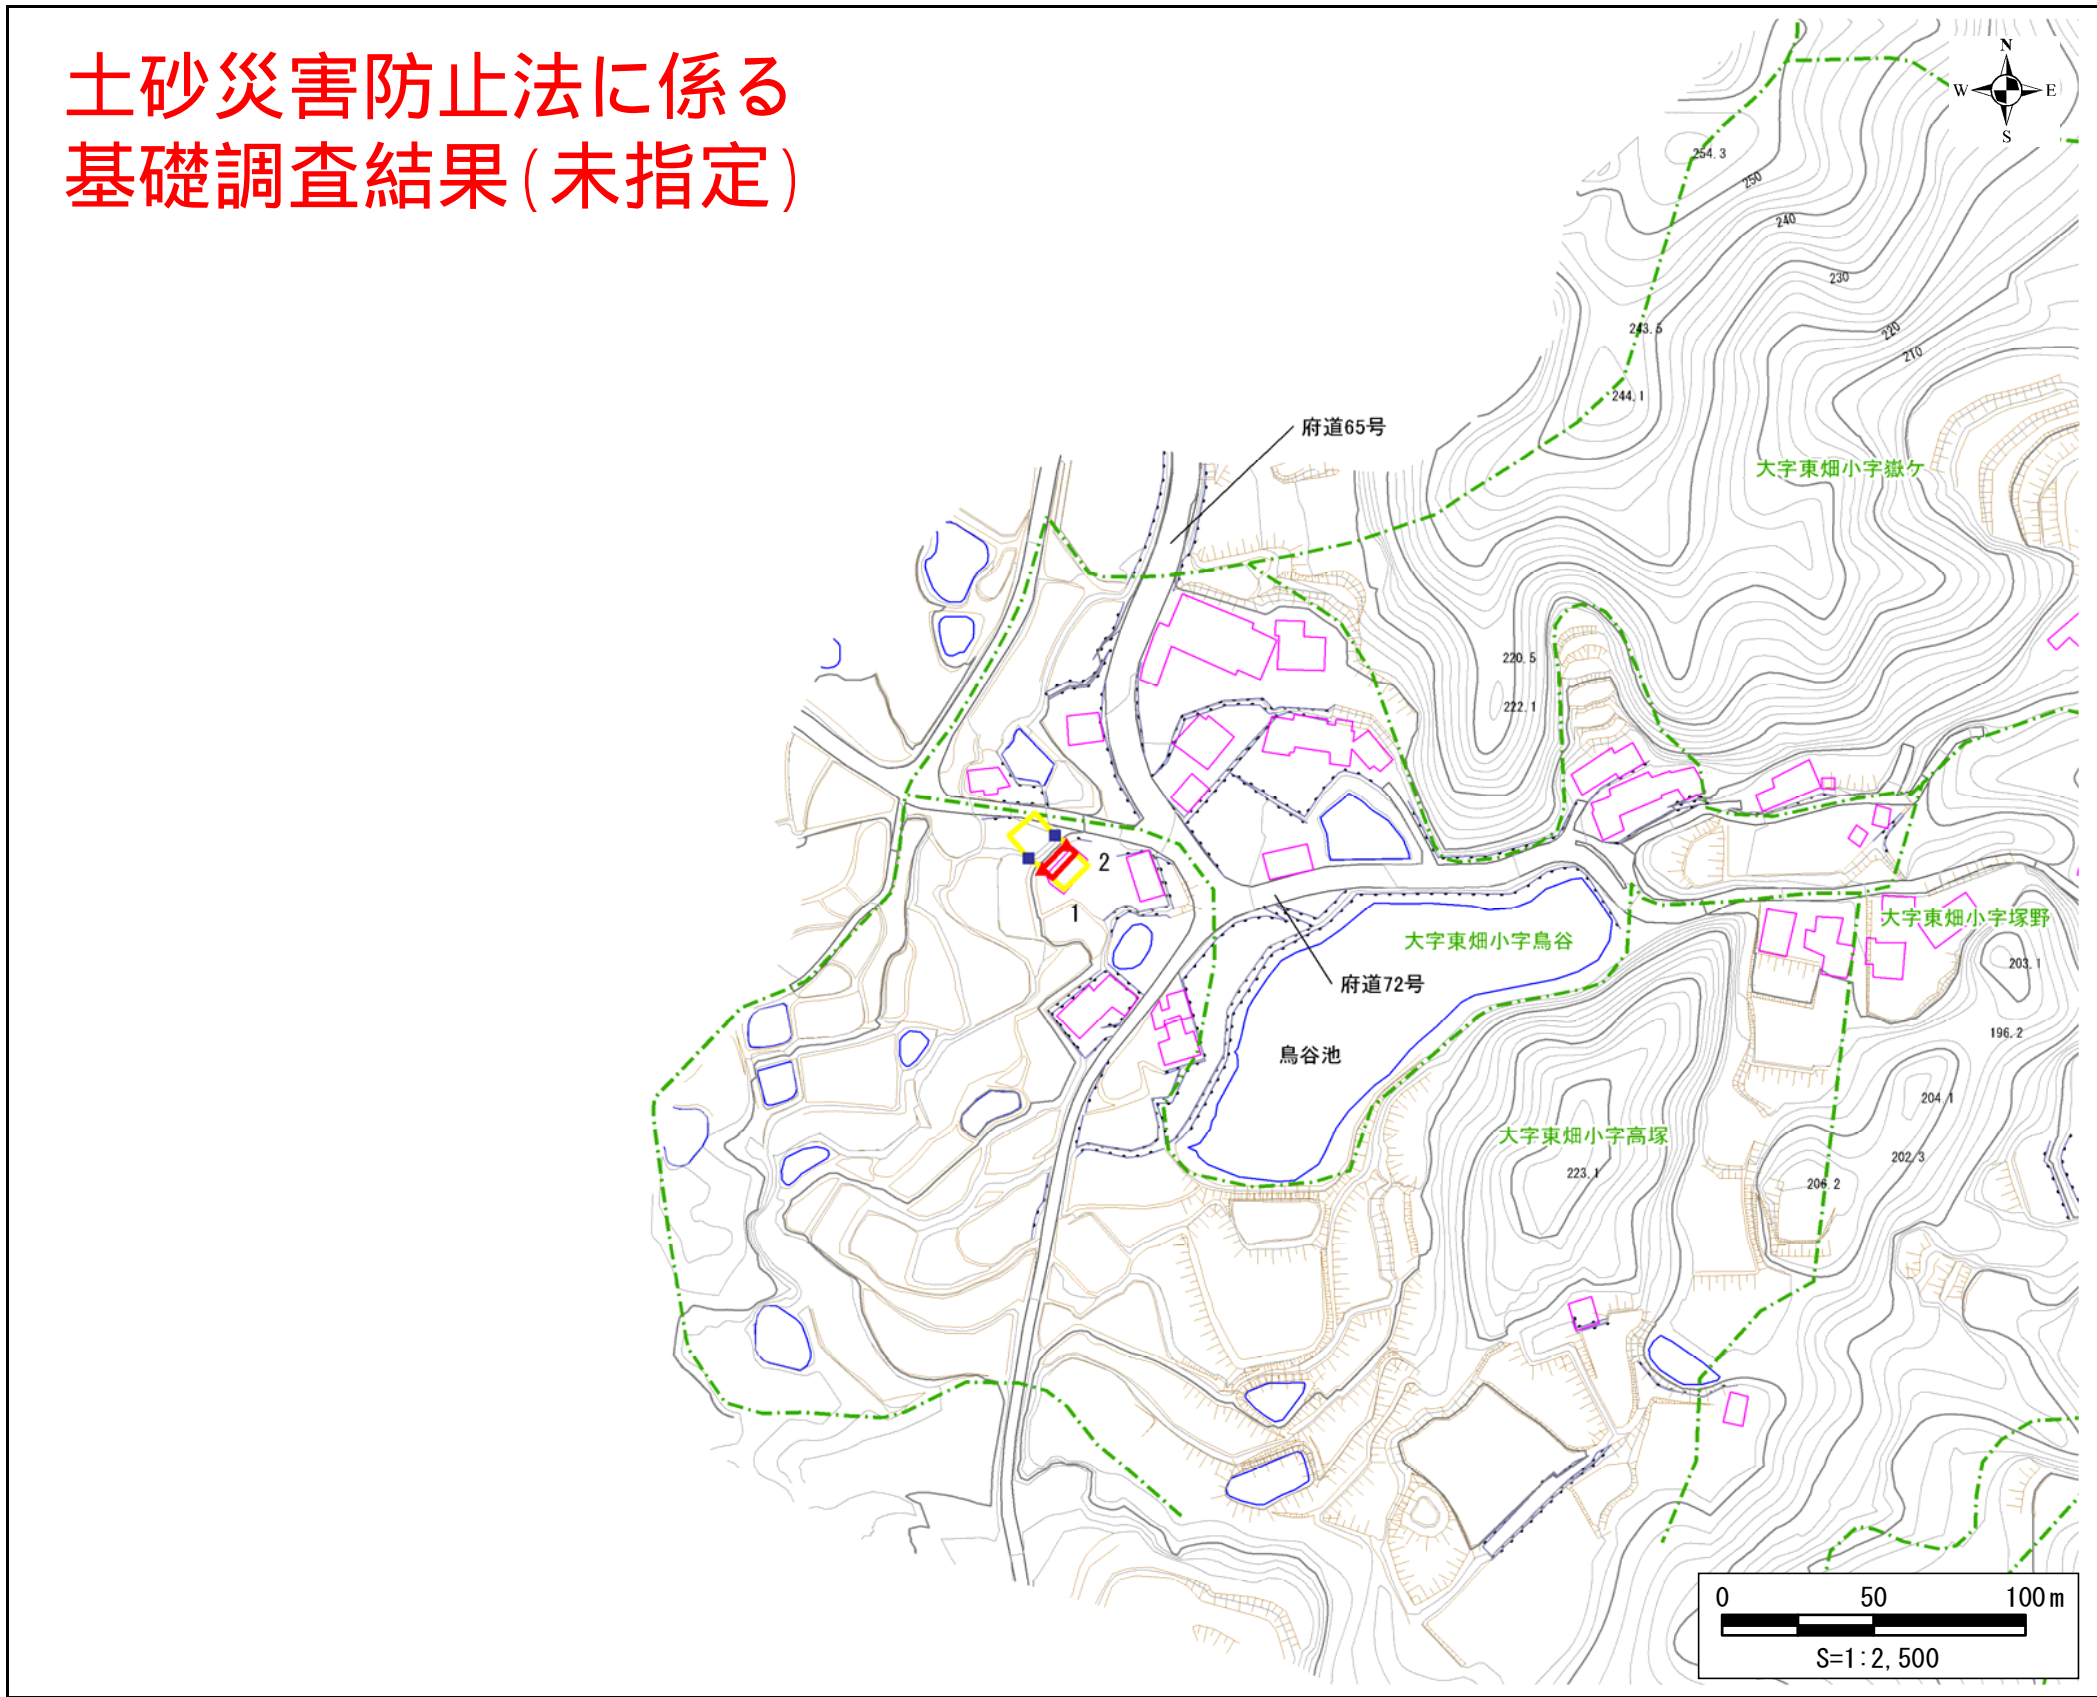 土砂災害防止法に係る
基礎調査結果(未指定)
N
W E
S
254.3
250
240
230
243.5
220
210
244.1
府道65号
大字東畑小字嶽ケ
220.5
222.1
2
1
大字東畑小字塚野
大字東畑小字鳥谷
203.1
府道72号
196.2
鳥谷池
204.1
大字東畑小字高塚
202.3
223.1
206.2
0 50 100m
S=1:2,500